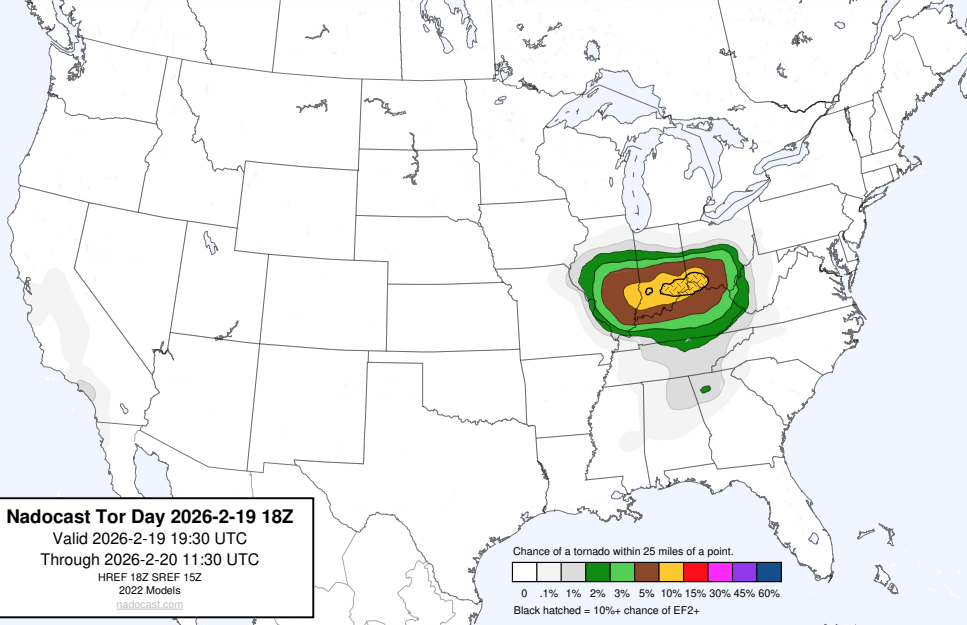 Nadocast Tor Day 2026-2-19 18Z
Valid 2026-2-19 19:30 UTC
Through 2026-2-20 11:30 UTC
HREF 18Z SREF 15Z
2022 Models
nadocast.com
Chance of a tornado within 25 miles of a point.
0 .1% 1% 2% 3% 5% 10% 15% 30% 45% 60%
Black hatched = 10%+ chance of EF2+